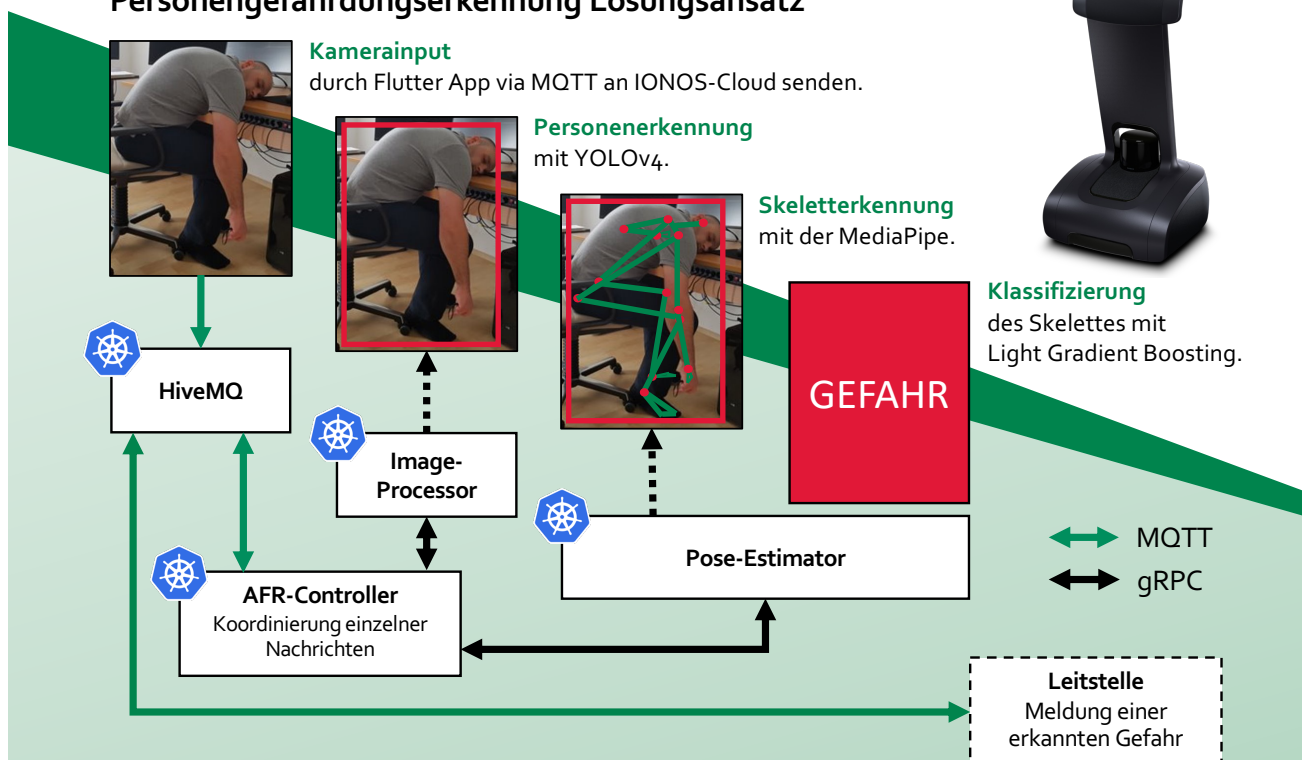 Personengefährdungserkennung Lösungsansatz
Kamerainput
durch Flutter App via MQTT an IONOS-Cloud senden.
Personenerkennung
mit YOLOv4.
Skeletterkennung
mit der MediaPipe.
Klassifizierung
des Skelettes mit
Light Gradient Boosting.
GEFAHR
HiveMQ
Image-
Processor
Pose-Estimator
AFR-Controller
Koordinierung einzelner
Nachrichten
MQTT
gRPC
Leitstelle
Meldung einer
erkannten Gefahr